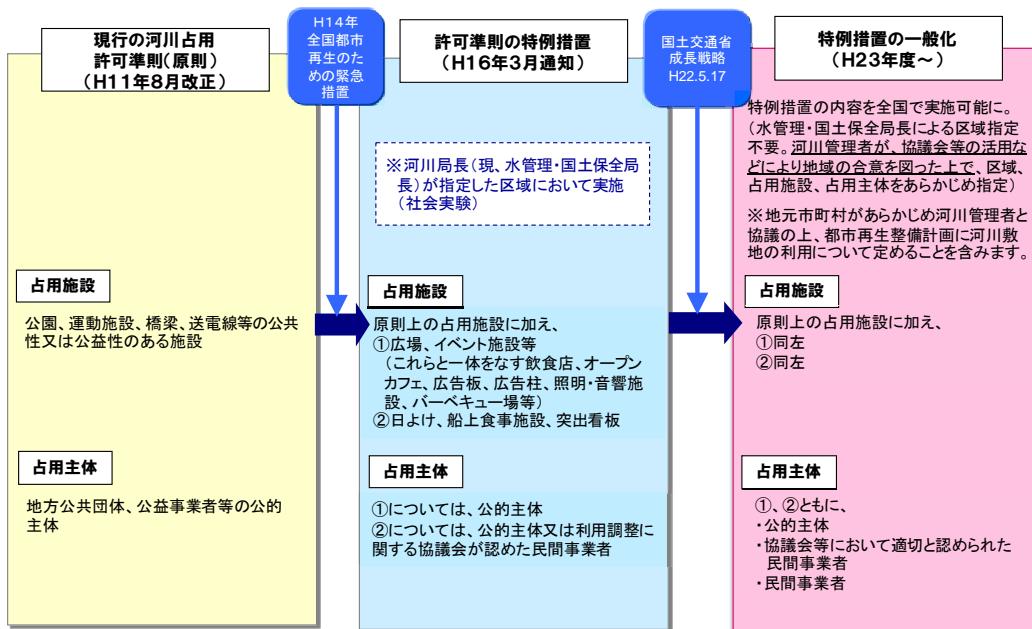 現行の河川占用
許可準則(原則)
(H11年8月改正)
占用施設
公園、運動施設、橋梁、送電線等の公共
性又は公益性のある施設
占用主体
地方公共団体、公益事業者等の公的
主体
H14年
全国都市
再生のた
めの緊急
措置
許可準則の特例措置
(H16年3月通知)
※河川局長(現、水管理・国土保全局
長)が指定した区域において実施
(社会実験)
占用施設
原則上の占用施設に加え、
①広場、イベント施設等
(これらと一体をなす飲食店、オープン
カフェ、広告板、広告柱、照明・音響施
設、バーベキュー場等)
②日よけ、船上食事施設、突出看板
占用主体
①については、公的主体
②については、公的主体又は利用調整に
関する協議会が認めた民間事業者
国土交通省
成長戦略
H22.5.17
特例措置の一般化
(H23年度～)
特例措置の内容を全国で実施可能に。
(水管理・国土保全局長による区域指定
不要。河川管理者が、協議会等の活用な
どにより地域の合意を図った上で、区域、
占用施設、占用主体をあらかじめ指定)
※地元市町村があらかじめ河川管理者と
協議の上、都市再生整備計画に河川敷
地の利用について定めることを含みます。
占用施設
原則上の占用施設に加え、
①同左
②同左
占用主体
①、②ともに、
・公的主体
・協議会等において適切と認められた
民間事業者
・民間事業者